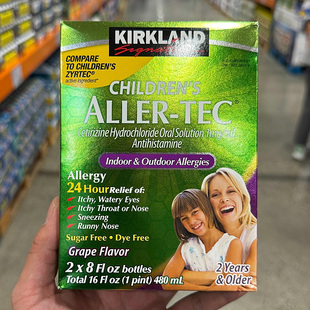 KIRKLAND
Signature
COMPARE TO CHILDREN'S
ZYRTEC®
active ingredient*
CHILDREN'S
ALLER-TEC®
Cetirizine Hydrochloride Oral Solution
Antihistamine
Indoor & Outdoor Allergies
Allergy
24 Hour Relief of:
Itchy, Watery Eyes
Itchy Throat or Nose
Sneezing
Runny Nose
Sugar Free • Dye Free
Grape Flavor
2 x 8 Fl oz bottles
Total 16 Fl oz (1 pint) 480 mL
2 Years
& Older